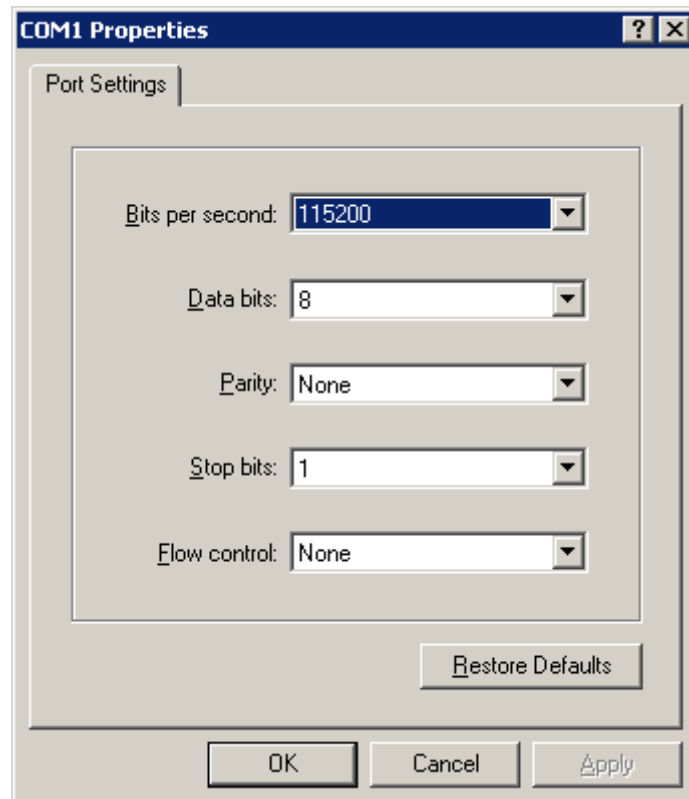 COM1 Properties
Port Settings
Bits per second: 115200
Data bits: 8
Parity: None
Stop bits: 1
Flow control: None
Restore Defaults
OK Cancel Apply